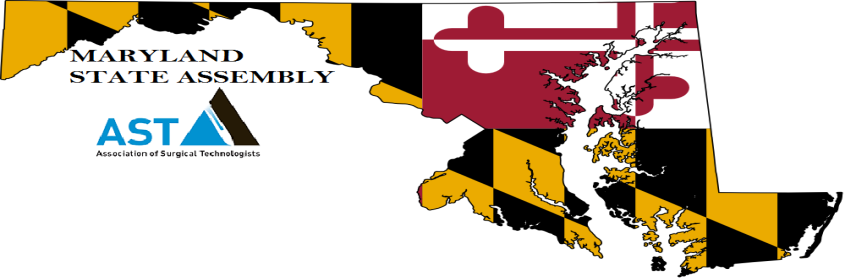 MARYLAND
STATE ASSEMBLY
AST
Association of Surgical Technologists